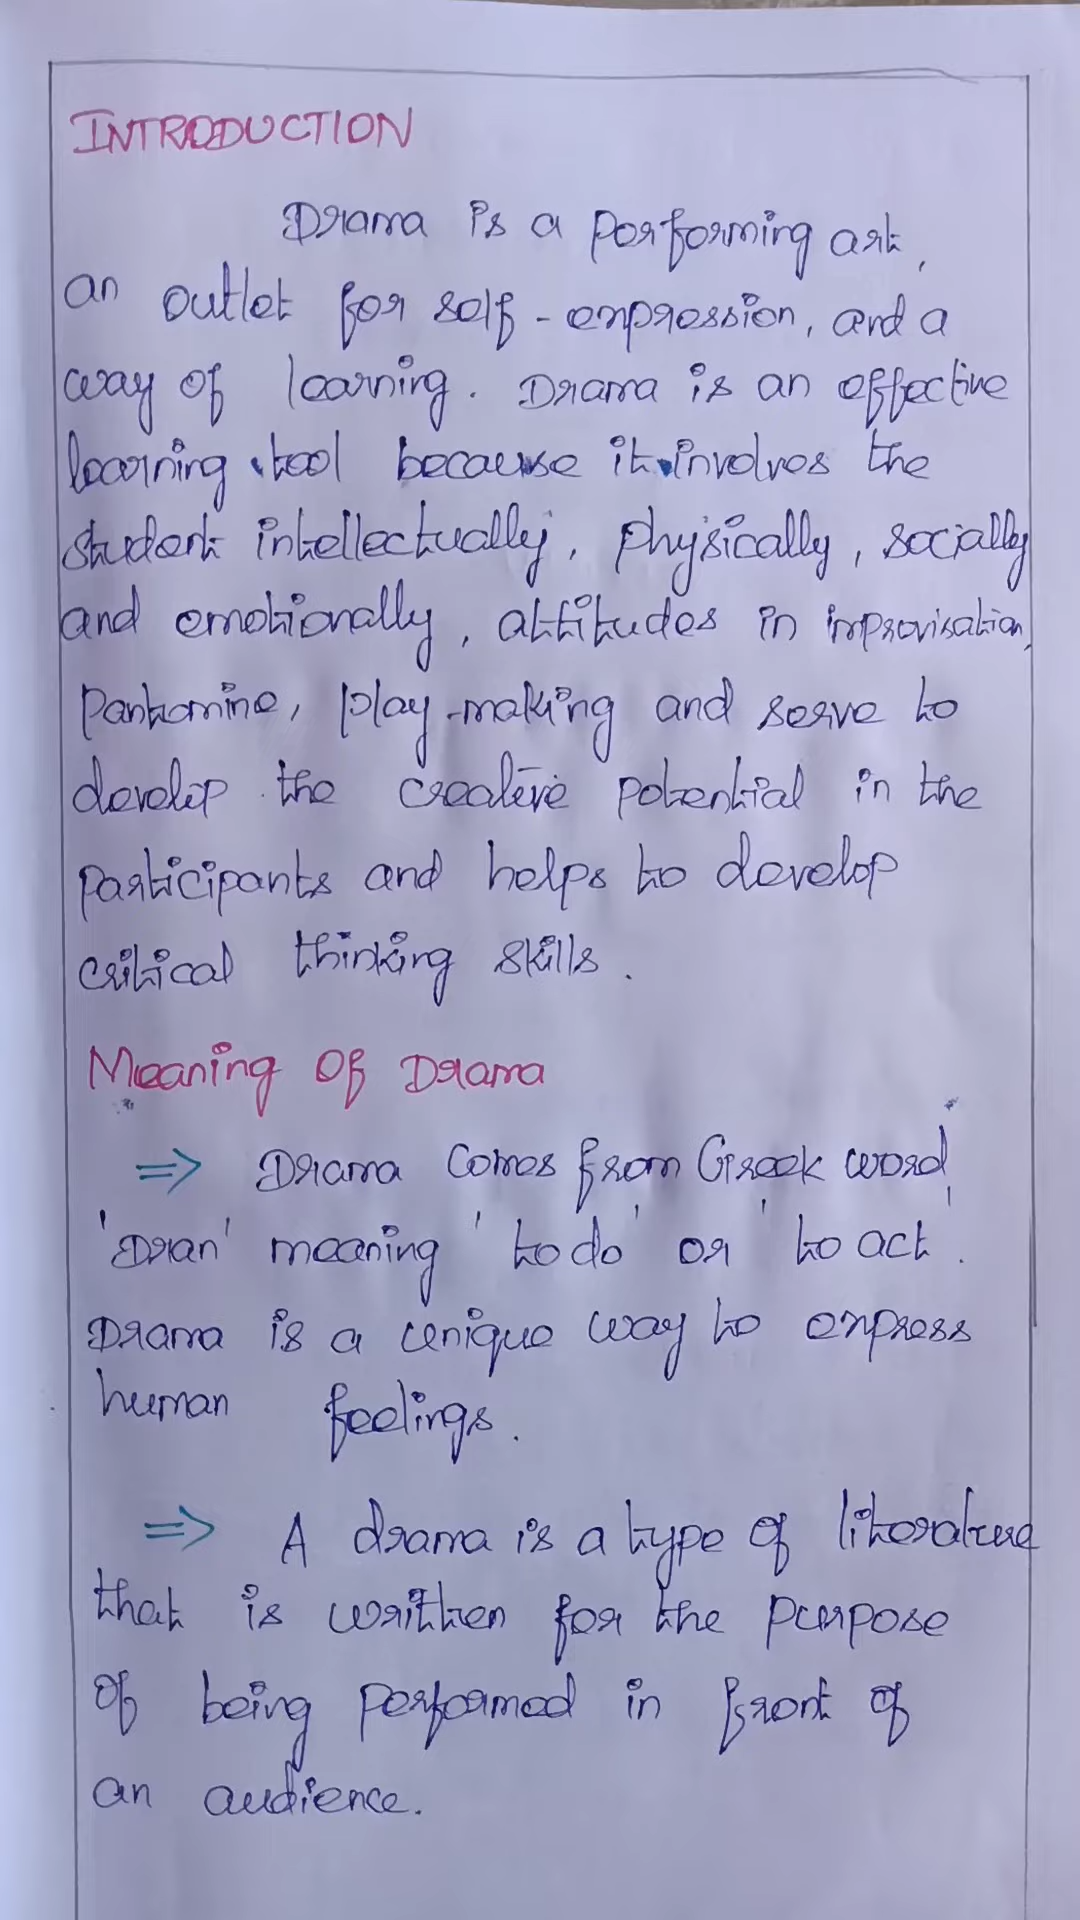 INTRODUCTION
Drama is a performing art,
an outlet for self-expression, and a
way of learning. Drama is an effective
learning tool because it involves the
student intellectually, physically, socially
and emotionally, attitudes in improvisation,
Pantomine, play-making and serve to
develop the creative potential in the
participants and helps to develop
critical thinking skills.
Meaning of Drama
⇒ Drama comes from Greek word
'Dran' meaning 'to do' or 'to act'.
Drama is a unique way to express
human feelings.
⇒ A drama is a type of literature
that is written for the purpose
of being performed in front of
an audience.